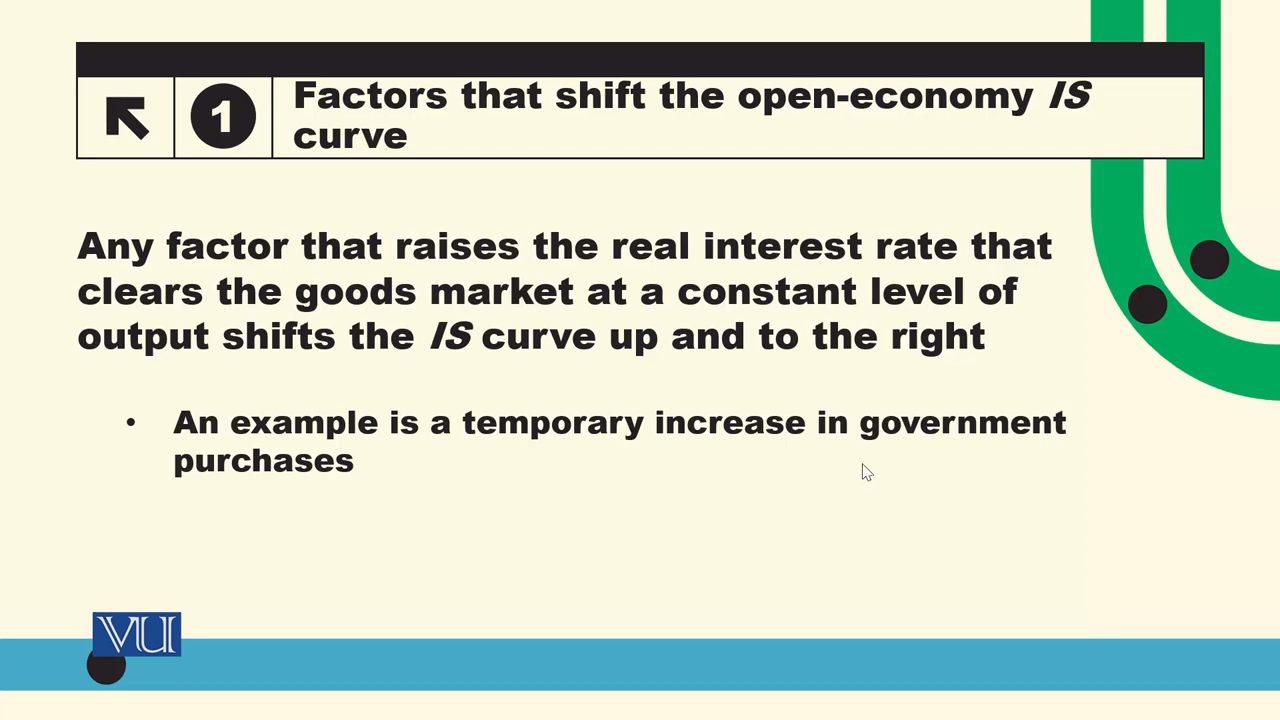 1
Factors that shift the open-economy IS
curve
Any factor that raises the real interest rate that
clears the goods market at a constant level of
output shifts the IS curve up and to the right
• An example is a temporary increase in government
purchases
VU